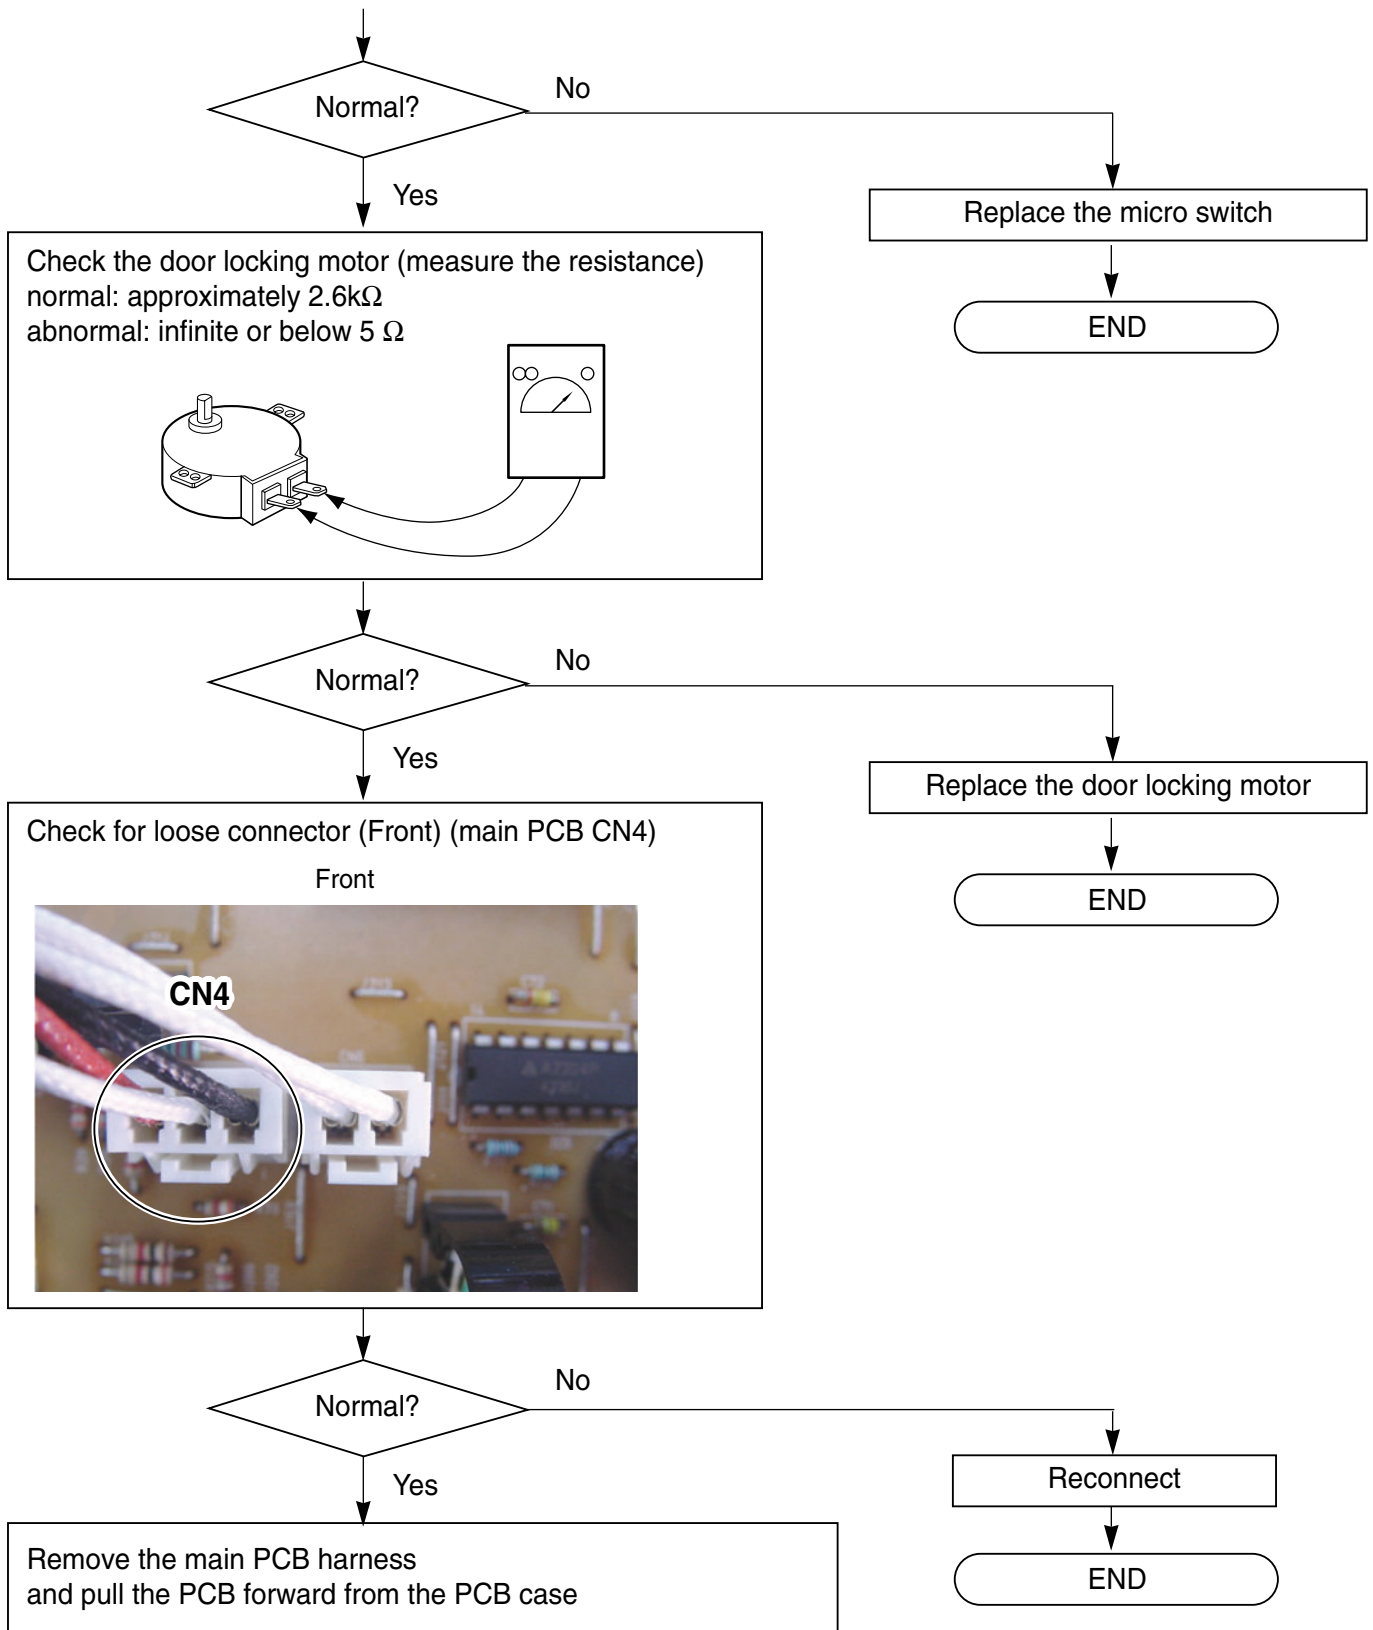 Normal?
No
Yes
Replace the micro switch
END
Check the door locking motor (measure the resistance)
normal: approximately 2.6kΩ
abnormal: infinite or below 5 Ω
Normal?
No
Yes
Replace the door locking motor
END
Check for loose connector (Front) (main PCB CN4)
Front
CN4
Normal?
No
Yes
Reconnect
END
Remove the main PCB harness
and pull the PCB forward from the PCB case